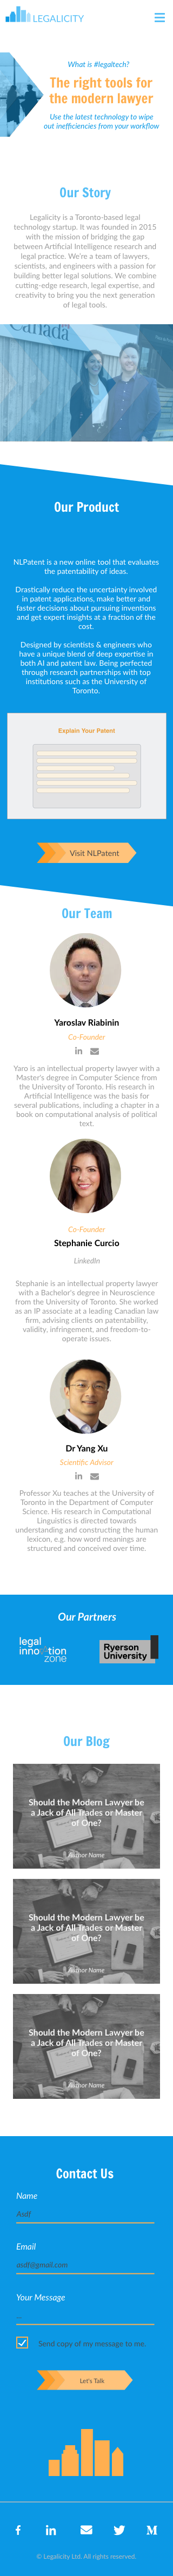 LEGALICITY
What is #legaltech?
The right tools for
the modern lawyer
Use the latest technology to wipe
out inefficiencies from your workflow
Our Story
Legalicity is a Toronto-based legal
technology startup. It was founded in 2015
with the mission of bridging the gap
between Artificial Intelligence research and
legal practice. We're a team of lawyers,
scientists, and engineers with a passion for
building better legal solutions. We combine
cutting-edge research, legal expertise, and
creativity to bring you the next generation
of legal tools.
Canada
Our Product
NLPatent is a new online tool that evaluates
the patentability of ideas.
Drastically reduce the uncertainty involved
in patent applications, make better and
faster decisions about pursuing inventions
and get expert insights at a fraction of the
cost.
Designed by scientists & engineers who
have a unique blend of deep expertise in
both AI and patent law. Being perfected
through research partnerships with top
institutions such as the University of
Toronto.
Explain Your Patent
Visit NLPatent
Our Team
Yaroslav Riabinin
Co-Founder
Yaro is an intellectual property lawyer with a
Master's degree in Computer Science from
the University of Toronto. His research in
Artificial Intelligence was the basis for
several publications, including a chapter in a
book on computational analysis of political
text.
Co-Founder
Stephanie Curcio
LinkedIn
Stephanie is an intellectual property lawyer
with a Bachelor's degree in Neuroscience
from the University of Toronto. She worked
as an IP associate at a leading Canadian law
firm, advising clients on patentability,
validity, infringement, and freedom-to-
operate issues.
Dr Yang Xu
Scientific Advisor
Professor Xu teaches at the University of
Toronto in the Department of Computer
Science. His research in Computational
Linguistics is directed towards
understanding and constructing the human
lexicon, e.g. how word meanings are
structured and conceived over time.
Our Partners
legal
innovation
zone
Ryerson
University
Our Blog
Should the Modern Lawyer be
a Jack of All Trades or Master
of One?
Author Name
Should the Modern Lawyer be
a Jack of All Trades or Master
of One?
Author Name
Should the Modern Lawyer be
a Jack of All Trades or Master
of One?
Author Name
Contact Us
Name
Asdf
Email
asdf@gmail.com
Your Message
...
Send copy of my message to me.
Let's Talk
© Legalicity Ltd. All rights reserved.